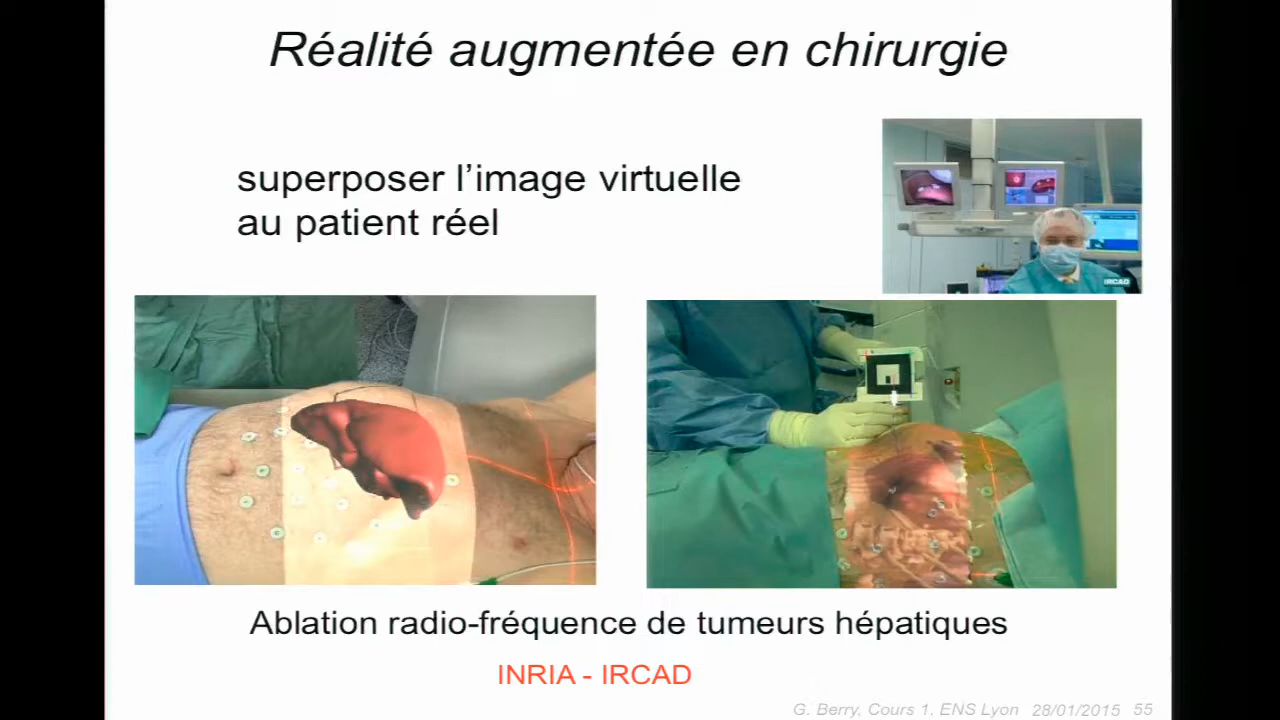 Réalité augmentée en chirurgie
superposer l’image virtuelle
au patient réel
IRCAD
Ablation radio-fréquence de tumeurs hépatiques
INRIA - IRCAD
G. Berry, Cours 1. ENS Lyon 28/01/2015 55